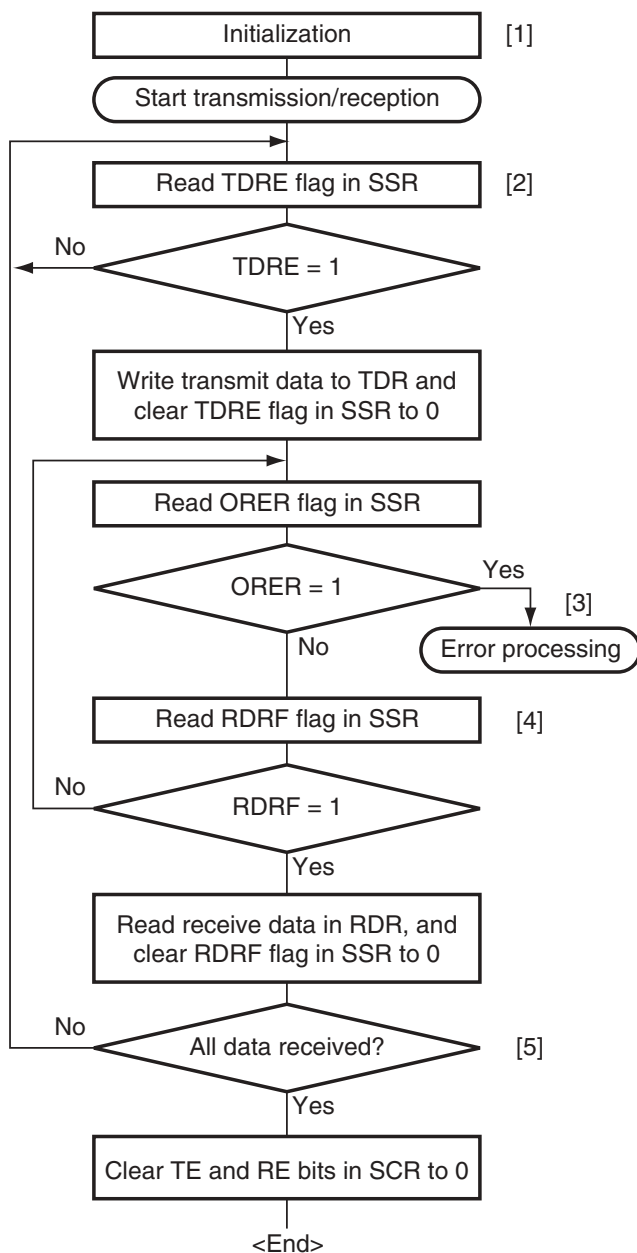 Initialization
[1]
Start transmission/reception
Read TDRE flag in SSR
[2]
No
TDRE = 1
Yes
Write transmit data to TDR and
clear TDRE flag in SSR to 0
Read ORER flag in SSR
ORER = 1
Yes
[3]
No
Error processing
Read RDRF flag in SSR
[4]
No
RDRF = 1
Yes
Read receive data in RDR, and
clear RDRF flag in SSR to 0
No
All data received?
[5]
Yes
Clear TE and RE bits in SCR to 0
<End>